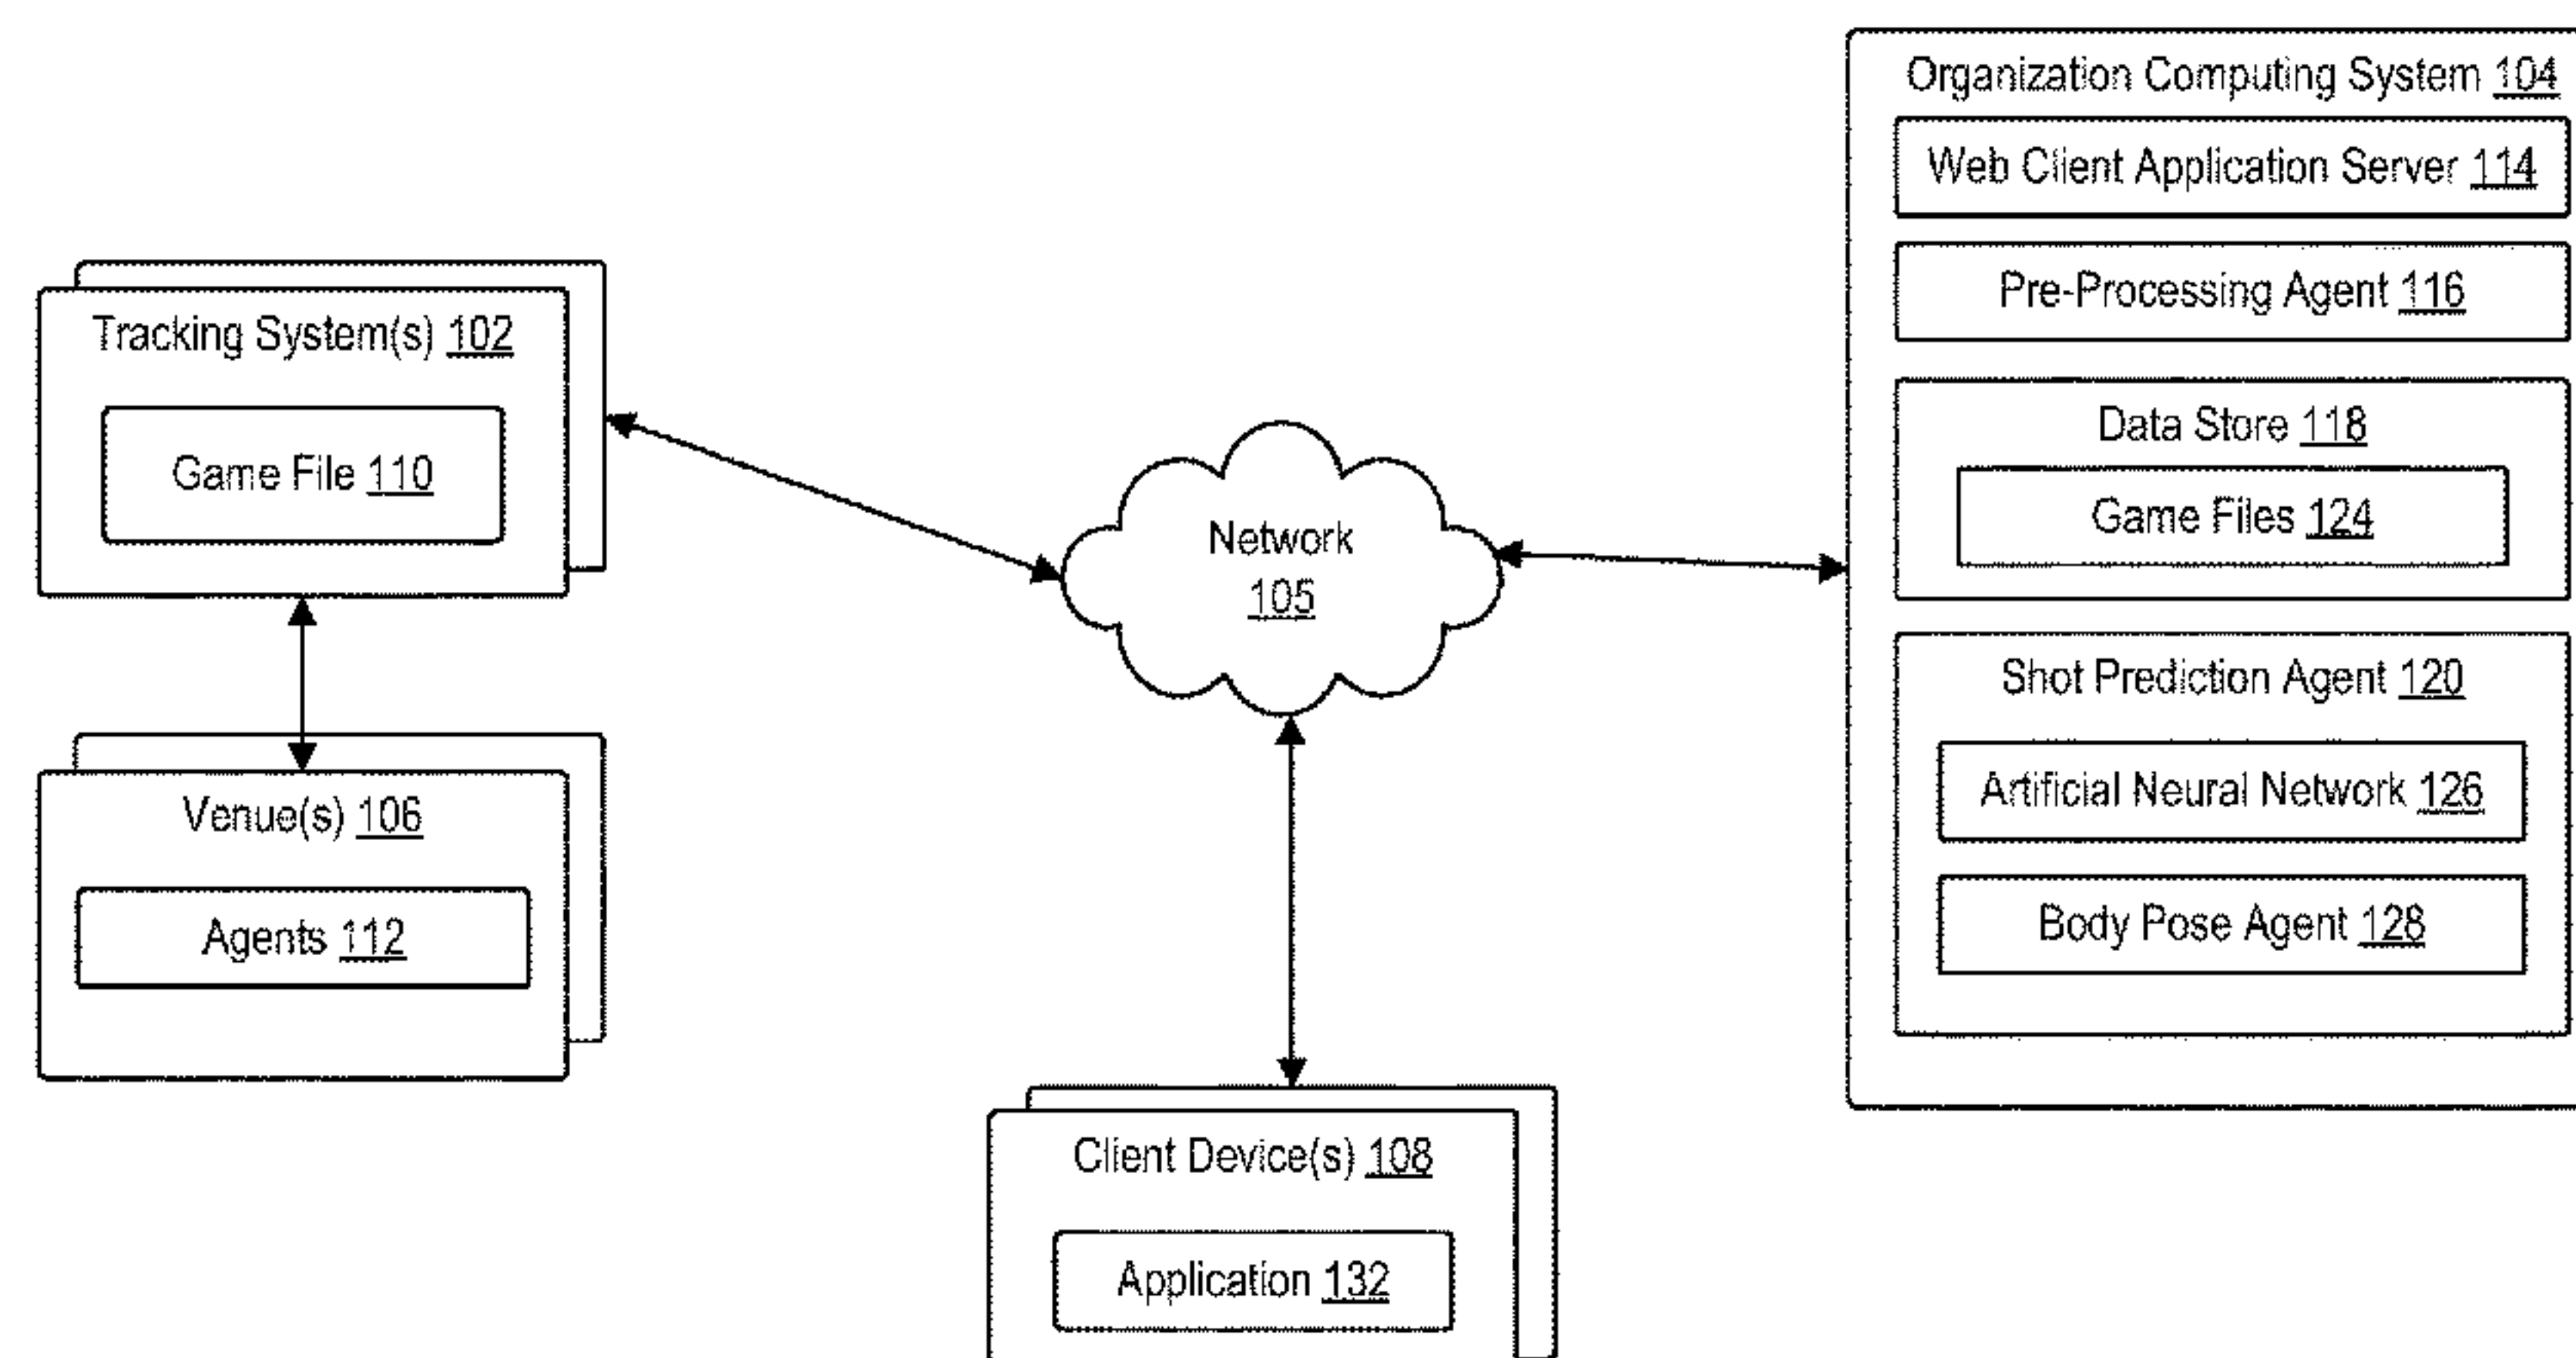 Organization Computing System 104
Web Client Application Server 114
Pre-Processing Agent 116
Data Store 118
Game Files 124
Shot Prediction Agent 120
Artificial Neural Network 126
Body Pose Agent 128
Tracking System(s) 102
Game File 110
Network
105
Venue(s) 106
Agents 112
Client Device(s) 108
Application 132